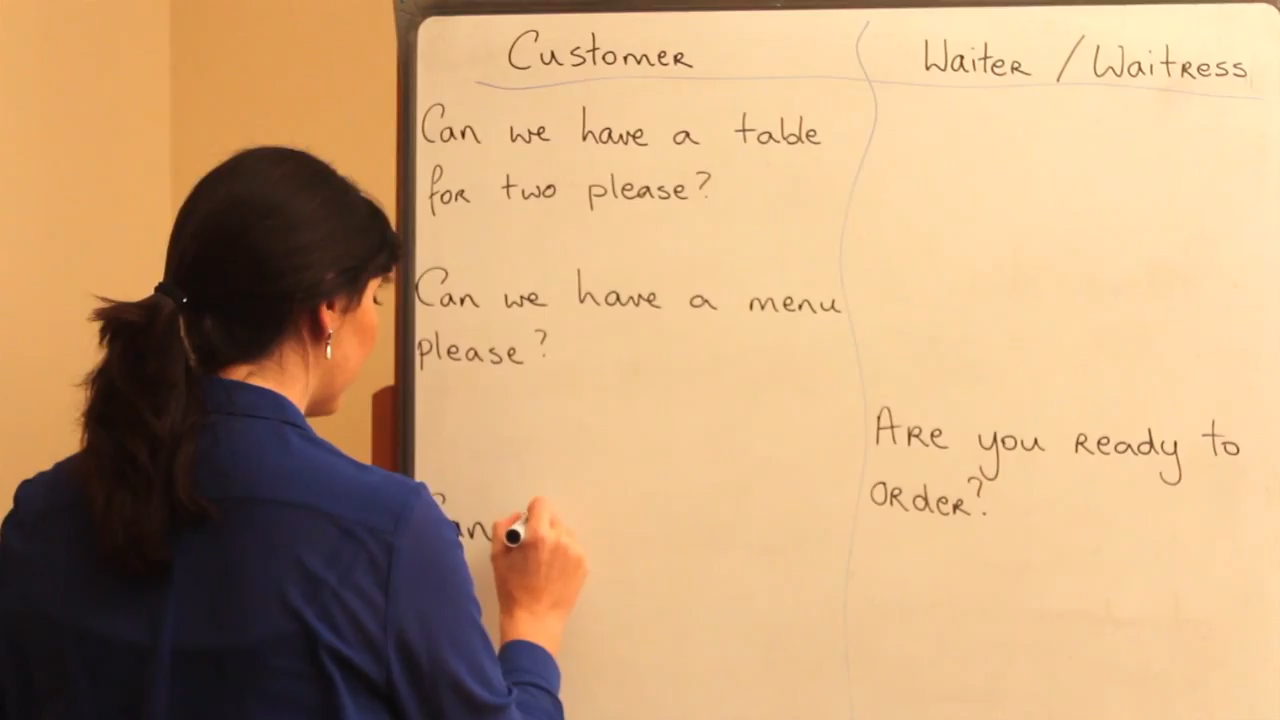 Customer
Waiter / Waitress
Can we have a table
for two please?
Can we have a menu
please?
Are you ready to
order?
Can